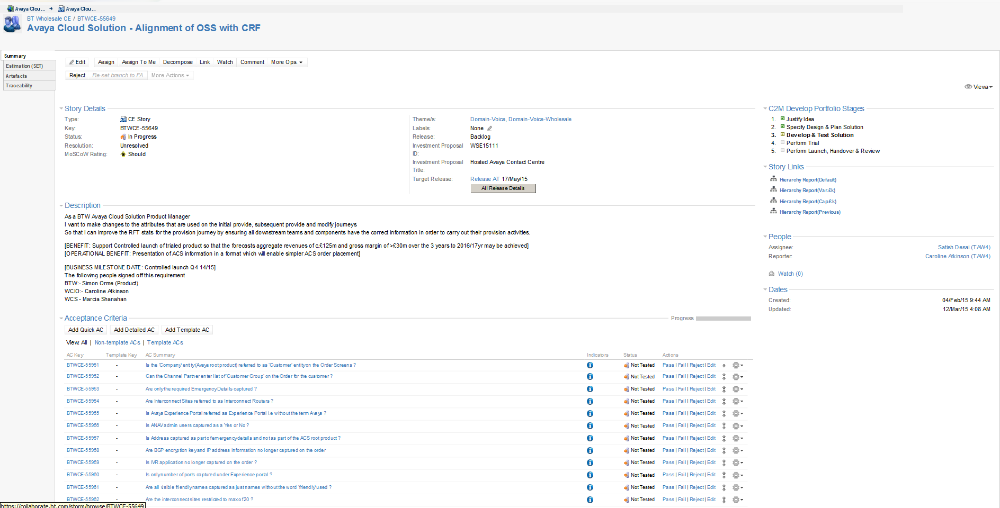 Avaya Clou ... Avaya Clou ...
BT Wholesale CE / BTWCE-55649
Avaya Cloud Solution - Alignment of OSS with CRF
Summary
Estimation (SET)
Artefacts
Traceability
Edit Assign Assign To Me Decompose Link Watch Comment More Ops.
Reject Re-set branch to FA More Actions
Views
Story Details
Type: CE Story
Key: BTWCE-55649
Status: In Progress
Resolution: Unresolved
MoSCoW Rating: Should
Theme/s: Domain-Voice, Domain-Voice-Wholesale
Labels: None
Release: Backlog
Investment Proposal WSE15111
ID:
Investment Proposal Hosted Avaya Contact Centre
Title:
Target Release: Release AT 17/May/15
All Release Details
Description
As a BTW Avaya Cloud Solution Product Manager
I want to make changes to the attributes that are used on the initial provide, subsequent provide and modify journeys
So that I can improve the RFT stats for the provision journey by ensuring all downstream teams and components have the correct information in order to carry out their provision activities.
[BENEFIT: Support Controlled launch of trialed product so that the forecasts aggregate revenues of c.£125m and gross margin of >£30m over the 3 years to 2016/17yr may be achieved]
[OPERATIONAL BENEFIT: Presentation of ACS information in a format which will enable simpler ACS order placement]
[BUSINESS MILESTONE DATE: Controlled launch Q4 14/15]
The following people signed off this requirement
BTW:- Simon Orme (Product)
WCIO:- Caroline Atkinson
WCS - Marcia Shanahan
Acceptance Criteria Progress
Add Quick AC Add Detailed AC Add Template AC
View: All | Non-template ACs | Template ACs
AC Key Template Key AC Summary Indicators Status Actions
BTWCE-55951 - Is the 'Company' entity (Avaya root product) referred to as 'Customer' entity on the Order Screens ? Not Tested Pass | Fail | Reject | Edit
BTWCE-55952 - Can the Channel Partner enter list of 'Customer Group' on the Order for the customer ? Not Tested Pass | Fail | Reject | Edit
BTWCE-55953 - Are only the required Emergency Details captured ? Not Tested Pass | Fail | Reject | Edit
BTWCE-55954 - Are Interconnect Sites referred to as Interconnect Routers ? Not Tested Pass | Fail | Reject | Edit
BTWCE-55955 - Is Avaya Experience Portal referred as Experience Portal i.e without the term Avaya ? Not Tested Pass | Fail | Reject | Edit
BTWCE-55956 - Is ANAV admin users captured as a Yes or No ? Not Tested Pass | Fail | Reject | Edit
BTWCE-55957 - Is Address captured as part of emergency details and not as part of the ACS root product ? Not Tested Pass | Fail | Reject | Edit
BTWCE-55958 - Are BGP encryption key and IP address information no longer captured on the order Not Tested Pass | Fail | Reject | Edit
BTWCE-55959 - Is IVR application no longer captured on the order ? Not Tested Pass | Fail | Reject | Edit
BTWCE-55960 - Is only number of ports captured under Experience portal ? Not Tested Pass | Fail | Reject | Edit
BTWCE-55961 - Are all visible friendly names captured as just names without the word 'friendly' used ? Not Tested Pass | Fail | Reject | Edit
BTWCE-55962 - Are the interconnect sites restricted to max of 20 ? Not Tested Pass | Fail | Reject | Edit
https://collaborate.bt.com/storm/browse/BTWCE-55649
C2M Develop Portfolio Stages
1. Justify Idea
2. Specify Design & Plan Solution
3. Develop & Test Solution
4. Perform Trial
5. Perform Launch, Handover & Review
Story Links
Hierarchy Report(Default)
Hierarchy Report(Var.£k)
Hierarchy Report(Cap.£k)
Hierarchy Report(Previous)
People
Assignee: Satish Desai (TAW4)
Reporter: Caroline Atkinson (TAW4)
Watch (0)
Dates
Created: 04/Feb/15 9:44 AM
Updated: 12/Mar/15 4:08 AM